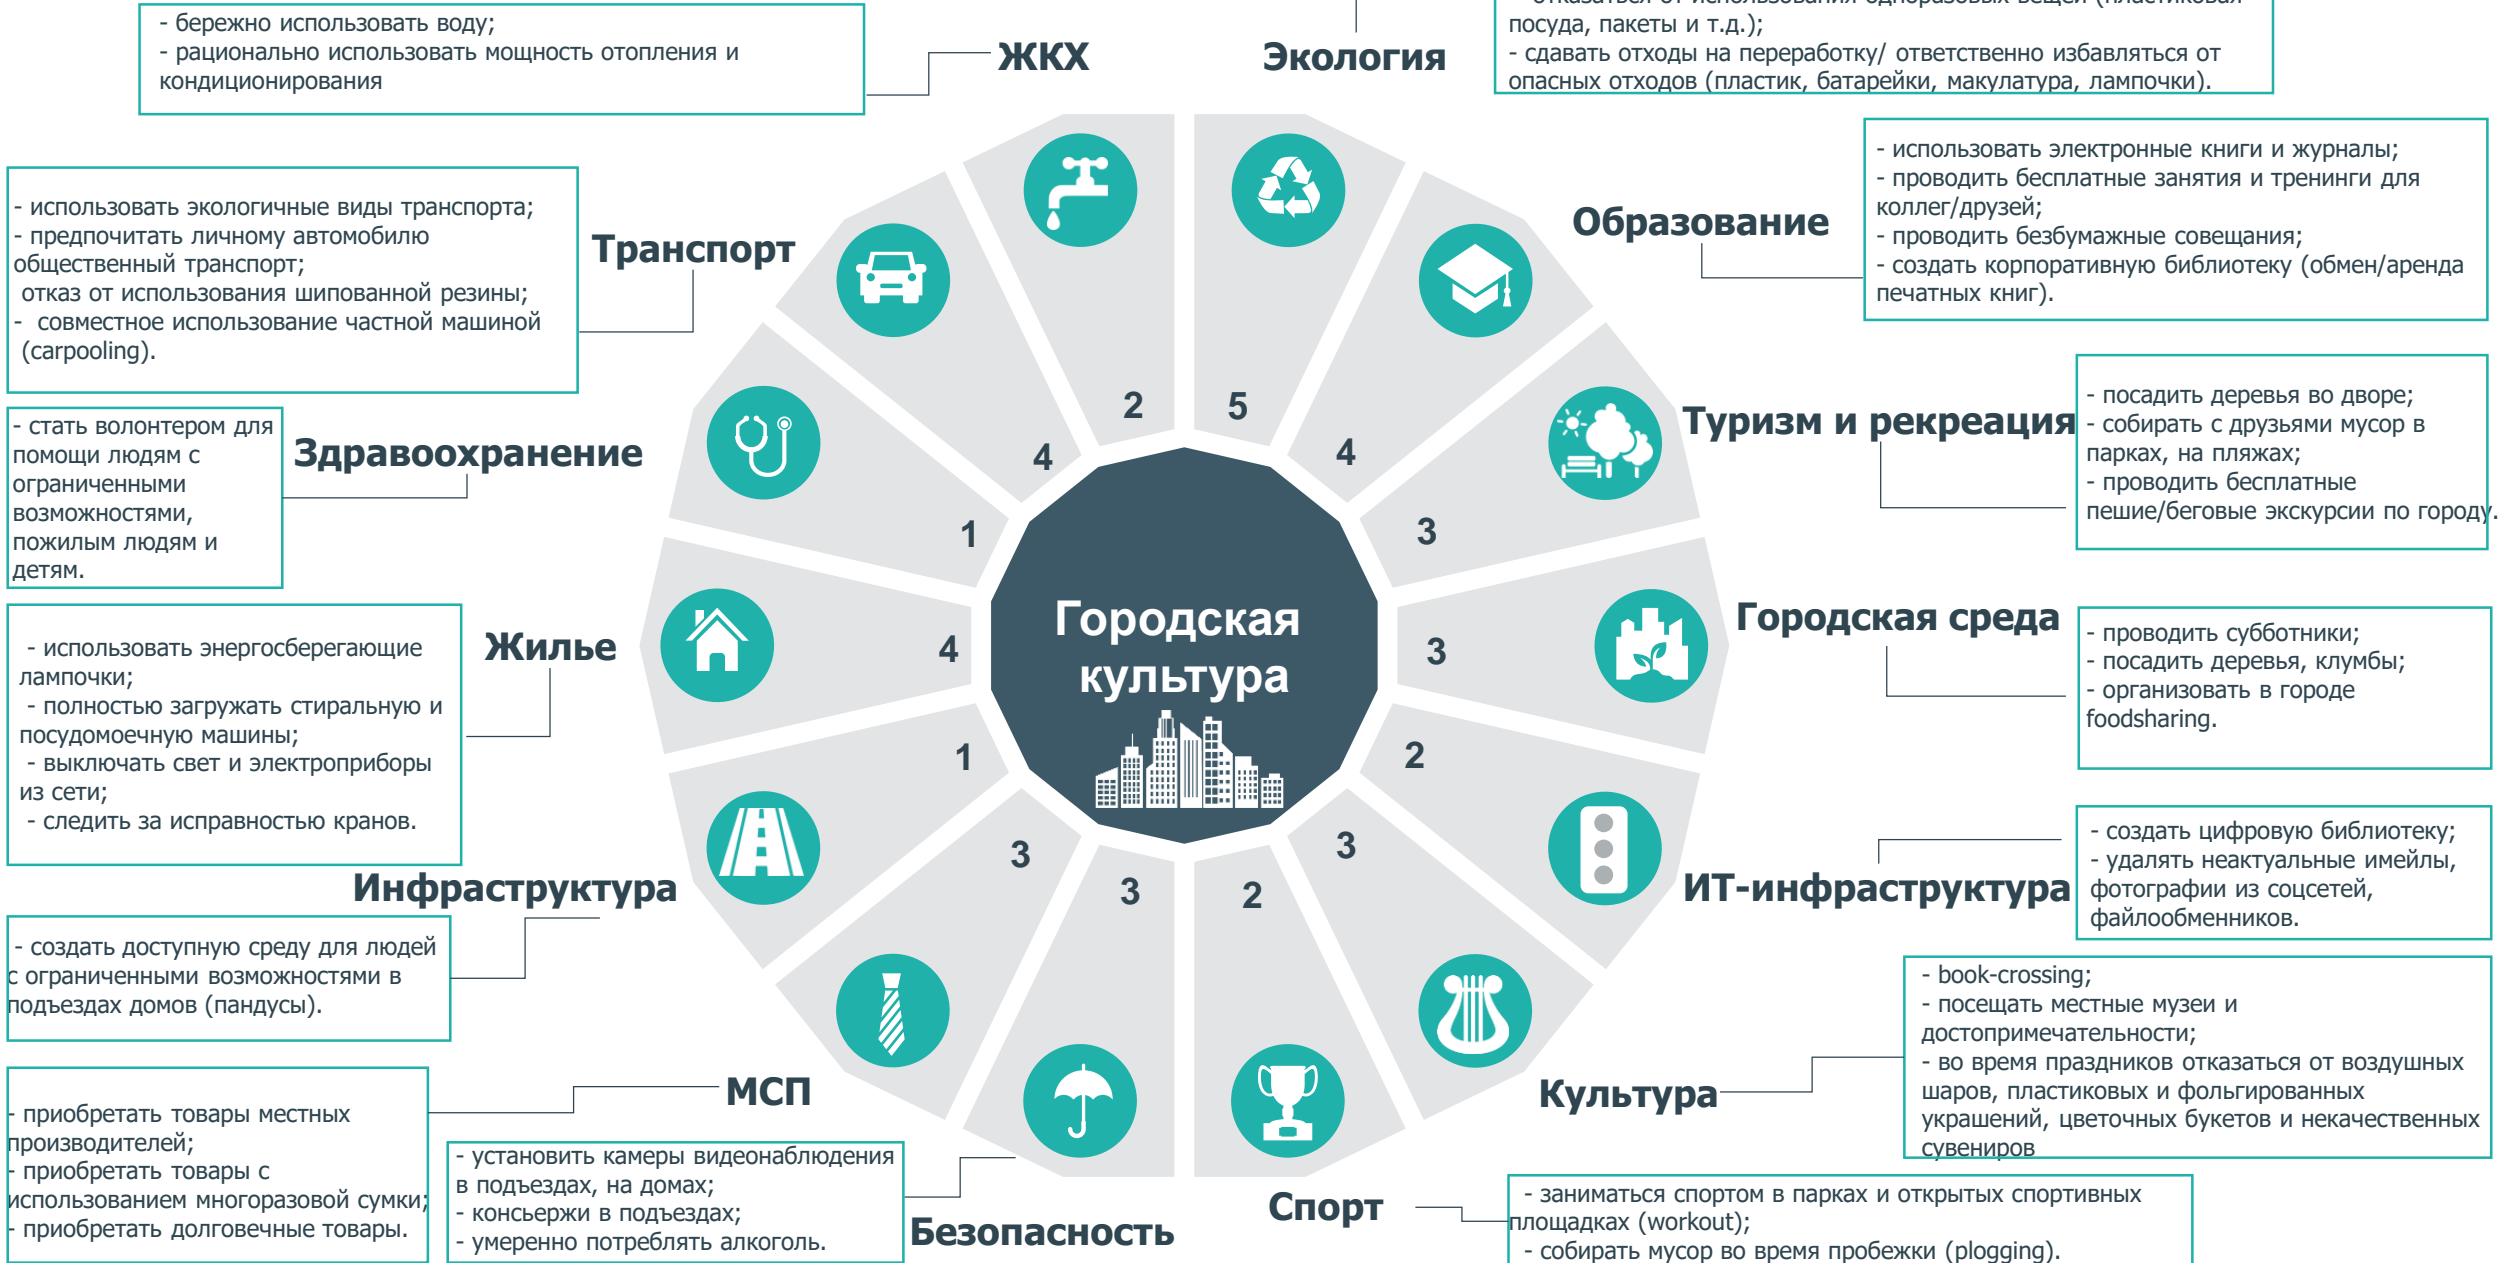 - бережно использовать воду;
- рационально использовать мощность отопления и
кондиционирования
ЖКХ
Экология
- отказаться от использования одноразовых вещей (пластиковая
посуда, пакеты и т.д.);
- сдавать отходы на переработку/ ответственно избавляться от
опасных отходов (пластик, батарейки, макулатура, лампочки).
- использовать электронные книги и журналы;
- проводить бесплатные занятия и тренинги для
коллег/друзей;
- проводить безбумажные совещания;
- создать корпоративную библиотеку (обмен/аренда
печатных книг).
Образование
- использовать экологичные виды транспорта;
- предпочитать личному автомобилю
общественный транспорт;
отказ от использования шипованной резины;
- совместное использование частной машиной
(carpooling).
Транспорт
- посадить деревья во дворе;
- собирать с друзьями мусор в
парках, на пляжах;
- проводить бесплатные
пешие/беговые экскурсии по городу.
Туризм и рекреация
- стать волонтером для
помощи людям с
ограниченными
возможностями,
пожилым людям и
детям.
Здравоохранение
2
5
4
4
1
3
4
3
1
2
3
3
3
2
Городская
культура
- использовать энергосберегающие
лампочки;
- полностью загружать стиральную и
посудомоечную машины;
- выключать свет и электроприборы
из сети;
- следить за исправностью кранов.
Жилье
Городская среда
- проводить субботники;
- посадить деревья, клумбы;
- организовать в городе
foodsharing.
Инфраструктура
- создать доступную среду для людей
с ограниченными возможностями в
подъездах домов (пандусы).
ИТ-инфраструктура
- создать цифровую библиотеку;
- удалять неактуальные имейлы,
фотографии из соцсетей,
файлообменников.
МСП
- приобретать товары местных
производителей;
- приобретать товары с
использованием многоразовой сумки;
- приобретать долговечные товары.
Культура
- book-crossing;
- посещать местные музеи и
достопримечательности;
- во время праздников отказаться от воздушных
шаров, пластиковых и фольгированных
украшений, цветочных букетов и некачественных
сувениров
- установить камеры видеонаблюдения
в подъездах, на домах;
- консьержи в подъездах;
- умеренно потреблять алкоголь.
Безопасность
Спорт
- заниматься спортом в парках и открытых спортивных
площадках (workout);
- собирать мусор во время пробежки (plogging).